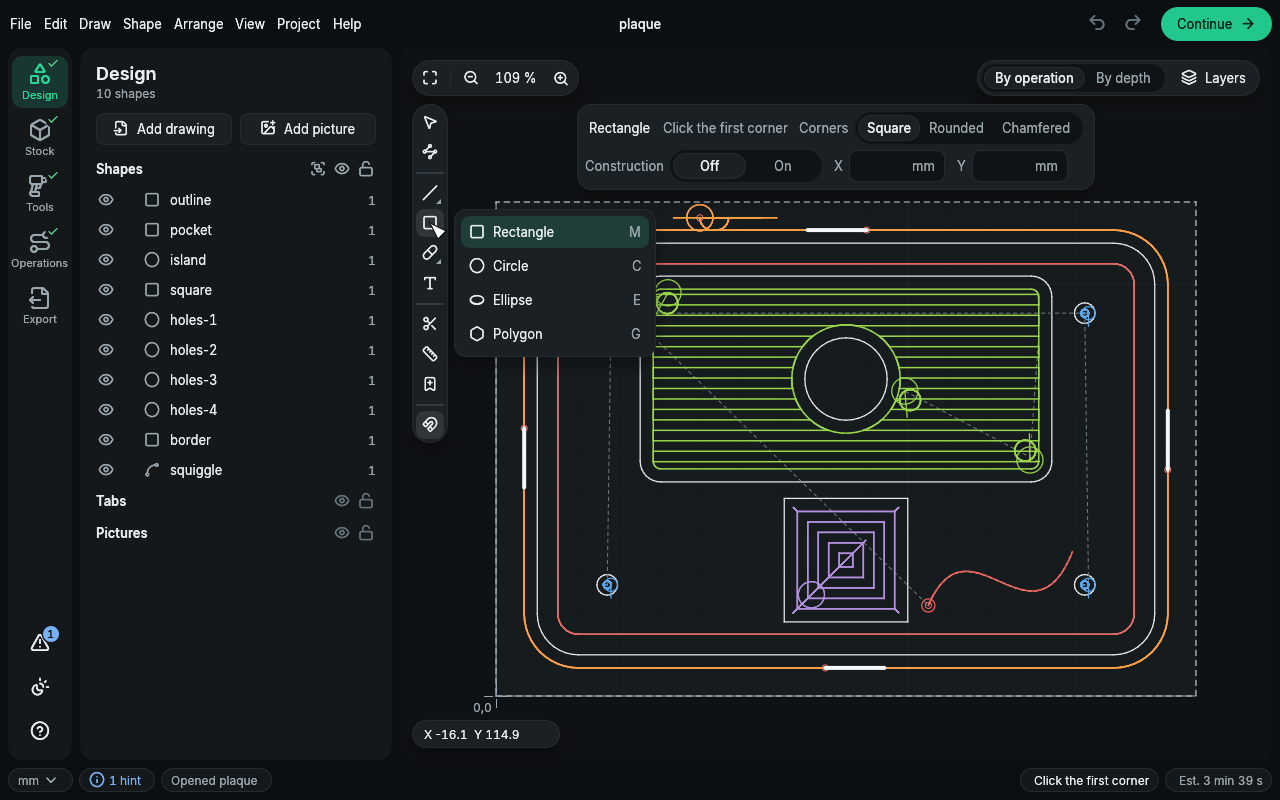 File Edit Draw Shape Arrange View Project Help
plaque
Continue
Design
Stock
Tools
Operations
Export
1
Design
10 shapes
Add drawing
Add picture
Shapes
outline 1
pocket 1
island 1
square 1
holes-1 1
holes-2 1
holes-3 1
holes-4 1
border 1
squiggle 1
Tabs
Pictures
109 %
By operation By depth Layers
Rectangle Click the first corner Corners Square Rounded Chamfered
Construction Off On X mm Y mm
Rectangle M
Circle C
Ellipse E
Polygon G
0,0
X -16.1 Y 114.9
mm
1 hint
Opened plaque
Click the first corner
Est. 3 min 39 s